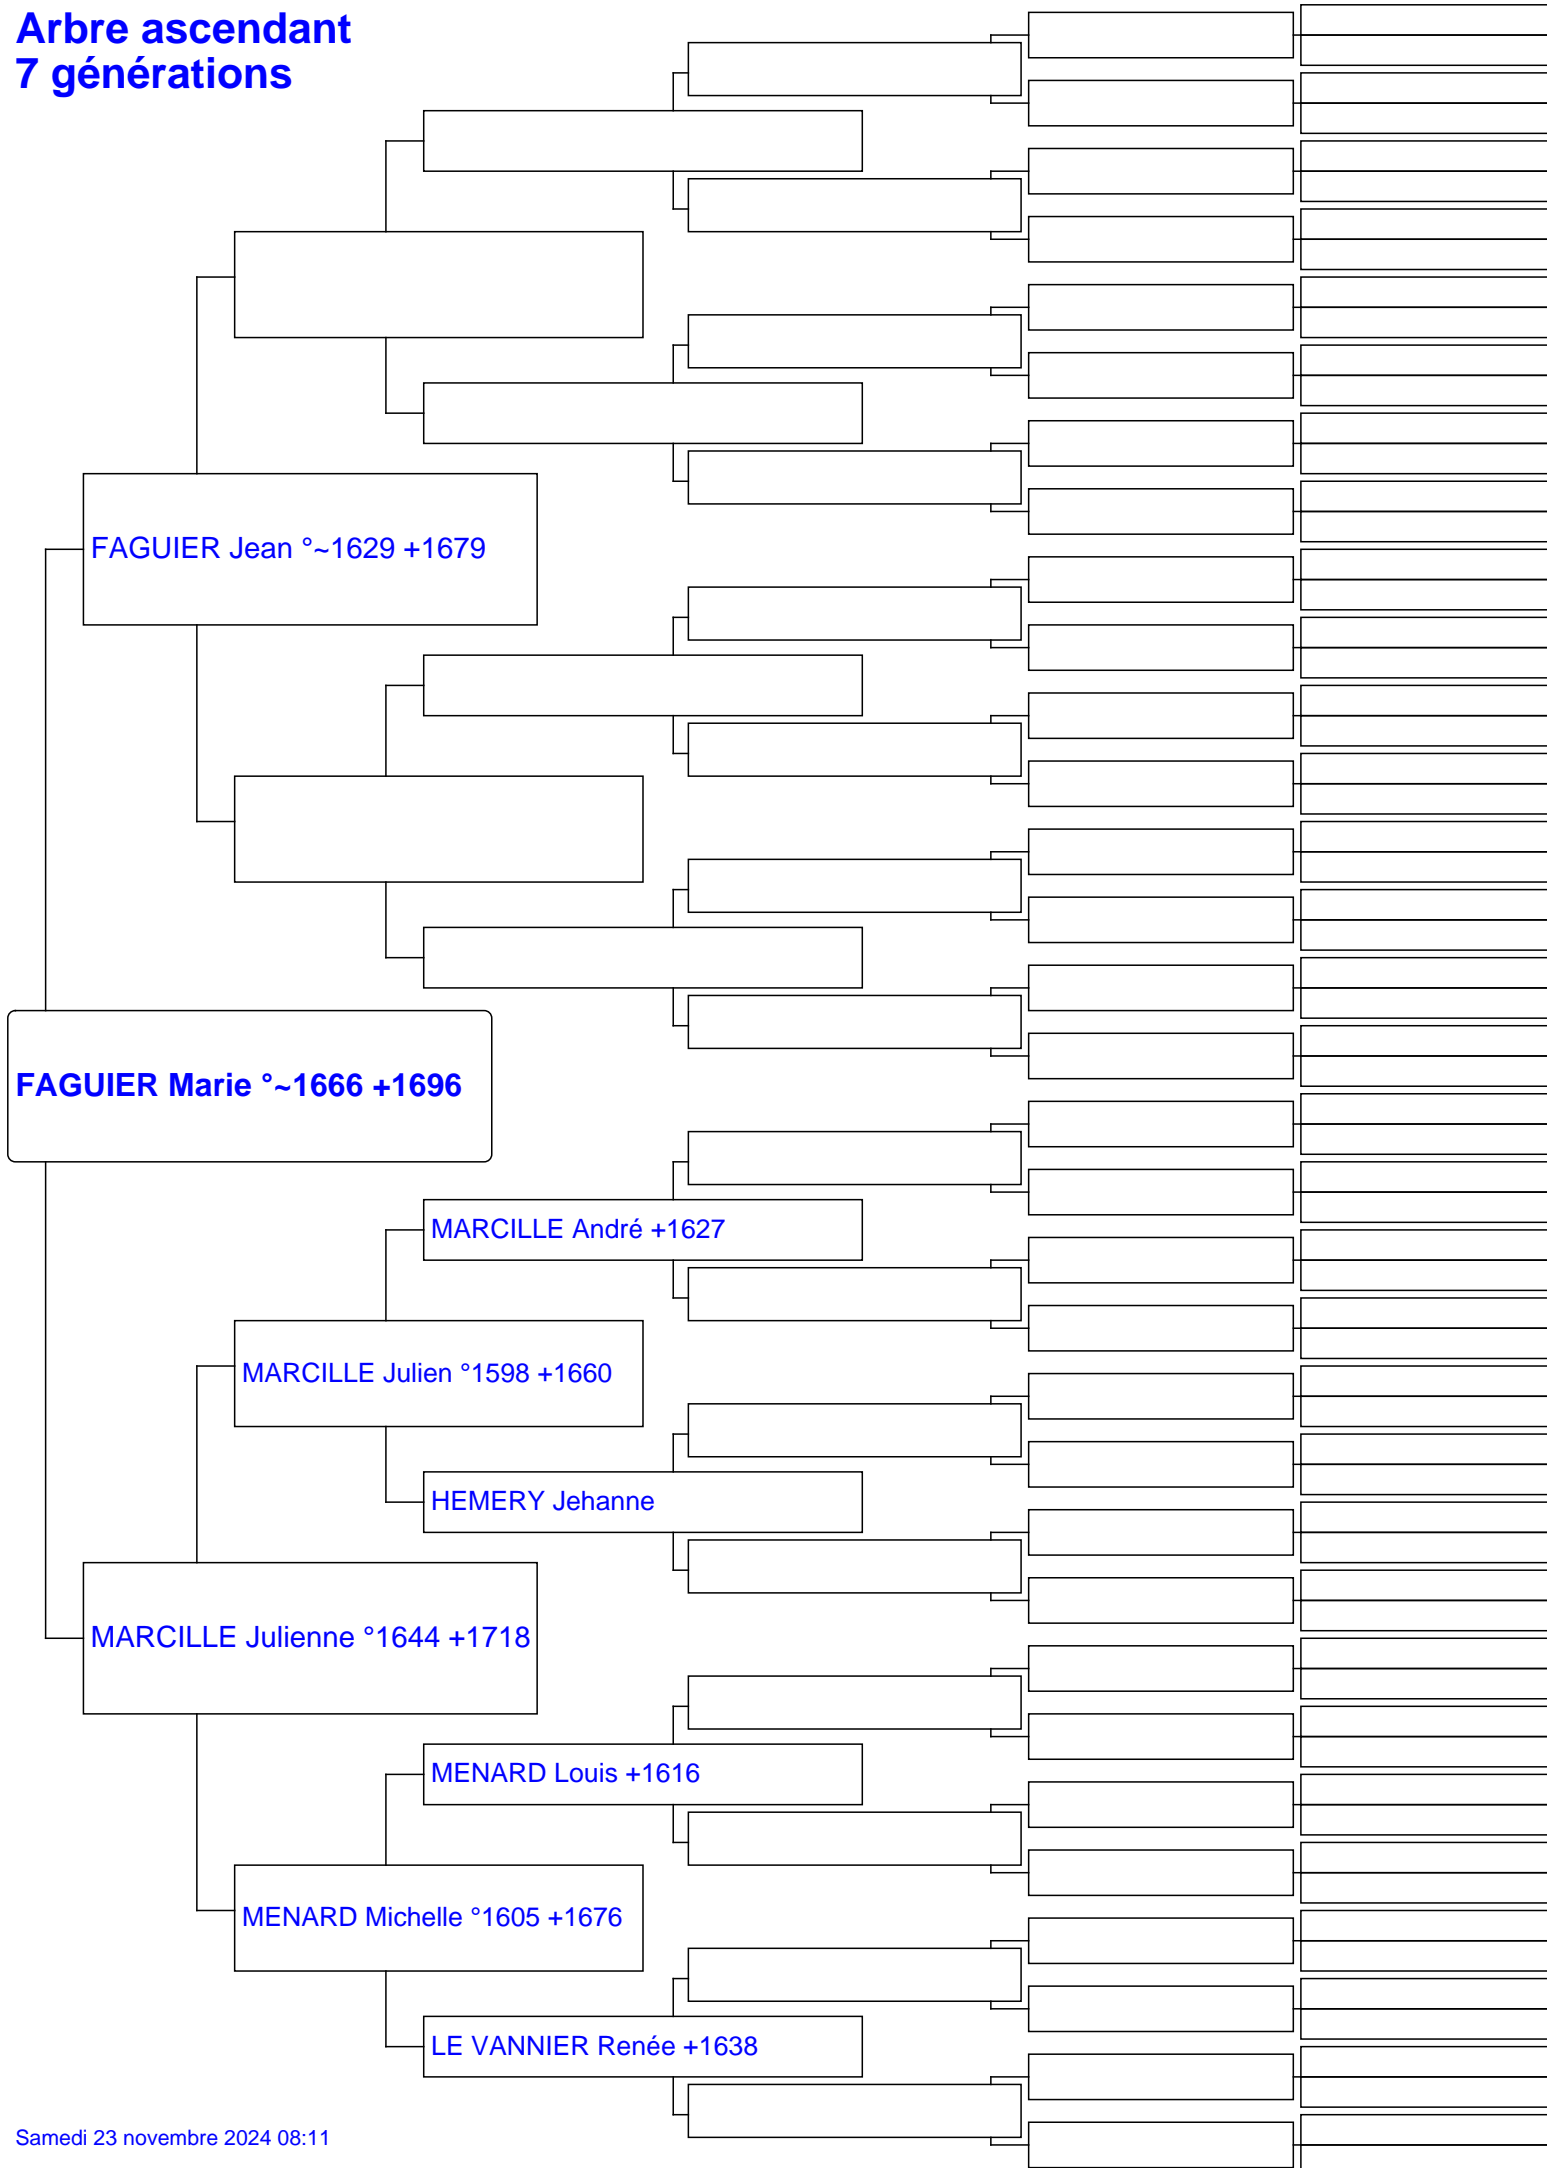 Arbre ascendant
7 générations
FAGUIER Jean °~1629 +1679
FAGUIER Marie °~1666 +1696
MARCILLE André +1627
MARCILLE Julien °1598 +1660
HEMERY Jehanne
MARCILLE Julienne °1644 +1718
MENARD Louis +1616
MENARD Michelle °1605 +1676
LE VANNIER Renée +1638
Samedi 23 novembre 2024 08:11